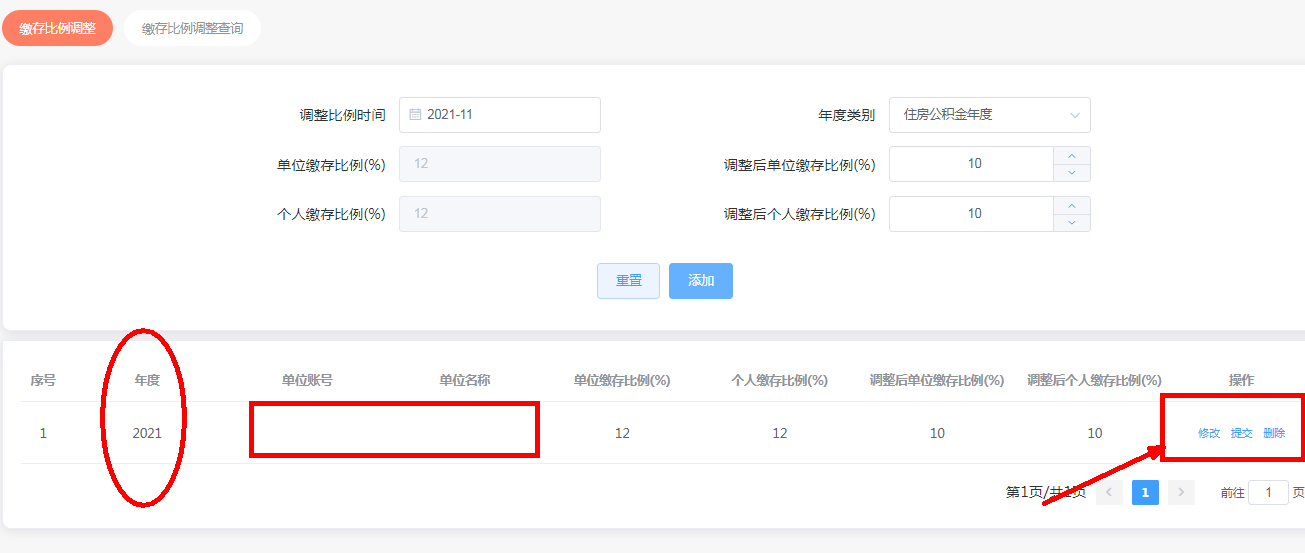 缴存比例调整 缴存比例调整查询
调整比例时间 2021-11 年度类别 住房公积金年度
单位缴存比例(%) 12 调整后单位缴存比例(%) 10
个人缴存比例(%) 12 调整后个人缴存比例(%) 10
重置 添加
序号 年度 单位账号 单位名称 单位缴存比例(%) 个人缴存比例(%) 调整后单位缴存比例(%) 调整后个人缴存比例(%) 操作
1 2021 12 12 10 10 修改 提交 删除
第1页/共1页 < 1 > 前往 1 页